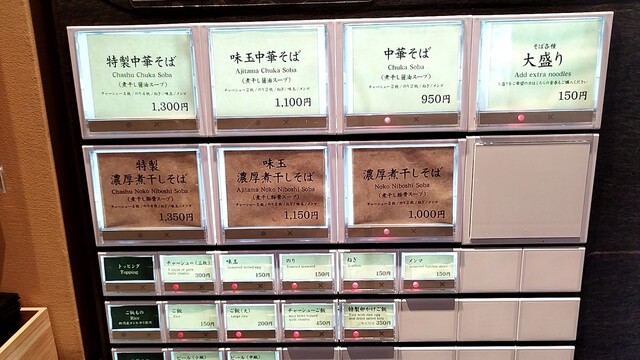 特製中華そば
Chashu Chuka Soba
(煮干し醤油スープ)
1,300円
味玉中華そば
Ajitama Chuka Soba
(煮干し醤油スープ)
1,100円
中華そば
Chuka Soba
(煮干し醤油スープ)
950円
そば各種
大盛り
Add extra noodles
150円
特製
濃厚煮干しそば
Chashu Noko Niboshi Soba
(煮干し豚骨スープ)
1,350円
味玉
濃厚煮干しそば
Ajitama Noko Niboshi Soba
(煮干し豚骨スープ)
1,150円
濃厚煮干しそば
Noko Niboshi Soba
(煮干し豚骨スープ)
1,000円
トッピング
Topping
チャーシュー(三枚)
300円
味玉
150円
のり
150円
ねぎ
150円
メンマ
150円
ご飯もの
Rice
ご飯
150円
ご飯(大)
200円
チャーシューご飯
450円
特製卵かけご飯
350円